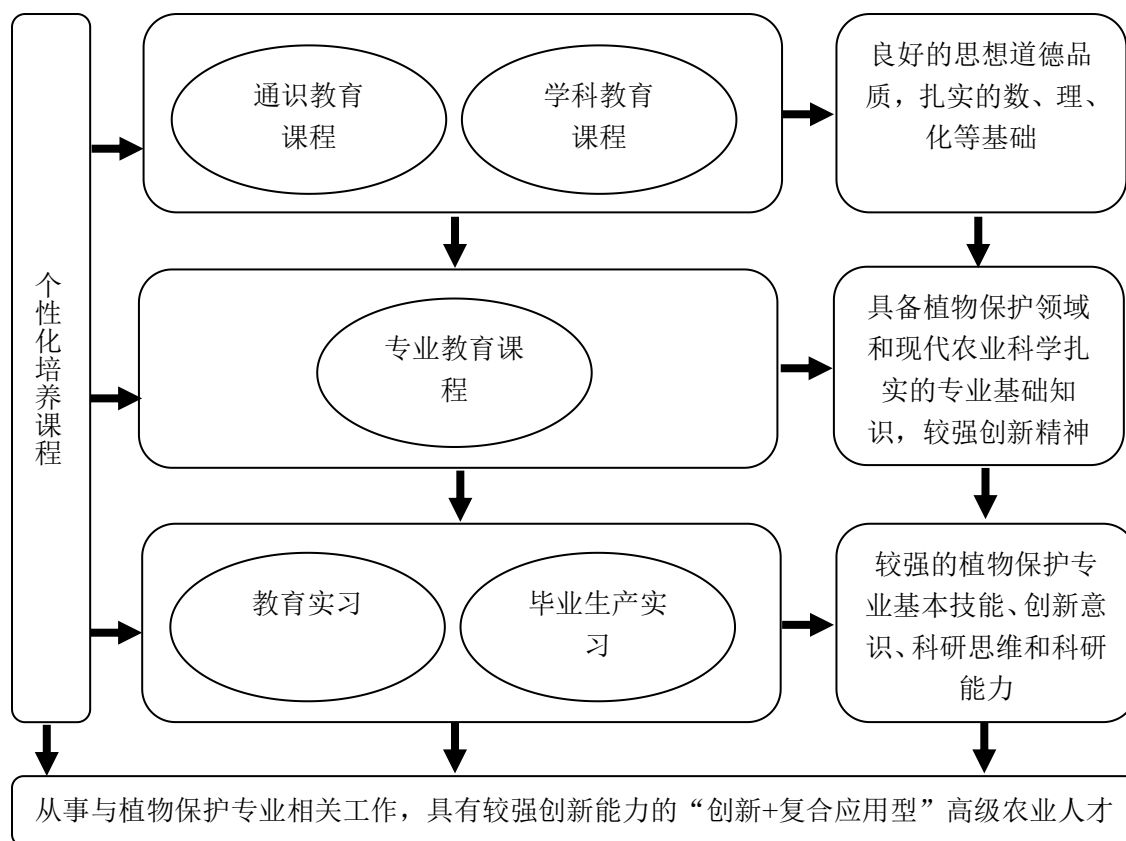 个性化培养课程
通识教育
课程
学科教育
课程
良好的思想道德品
质，扎实的数、理、
化等基础
专业教育课
程
具备植物保护领域
和现代农业科学扎
实的专业基础知
识，较强创新精神
教育实习
毕业生产实
习
较强的植物保护专
业基本技能、创新意
识、科研思维和科研
能力
从事与植物保护专业相关工作，具有较强创新能力的“创新+复合应用型”高级农业人才